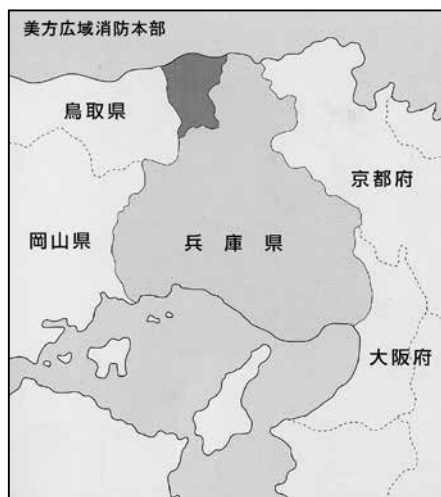 美方広域消防本部
鳥取県
京都府
岡山県
兵庫県
大阪府